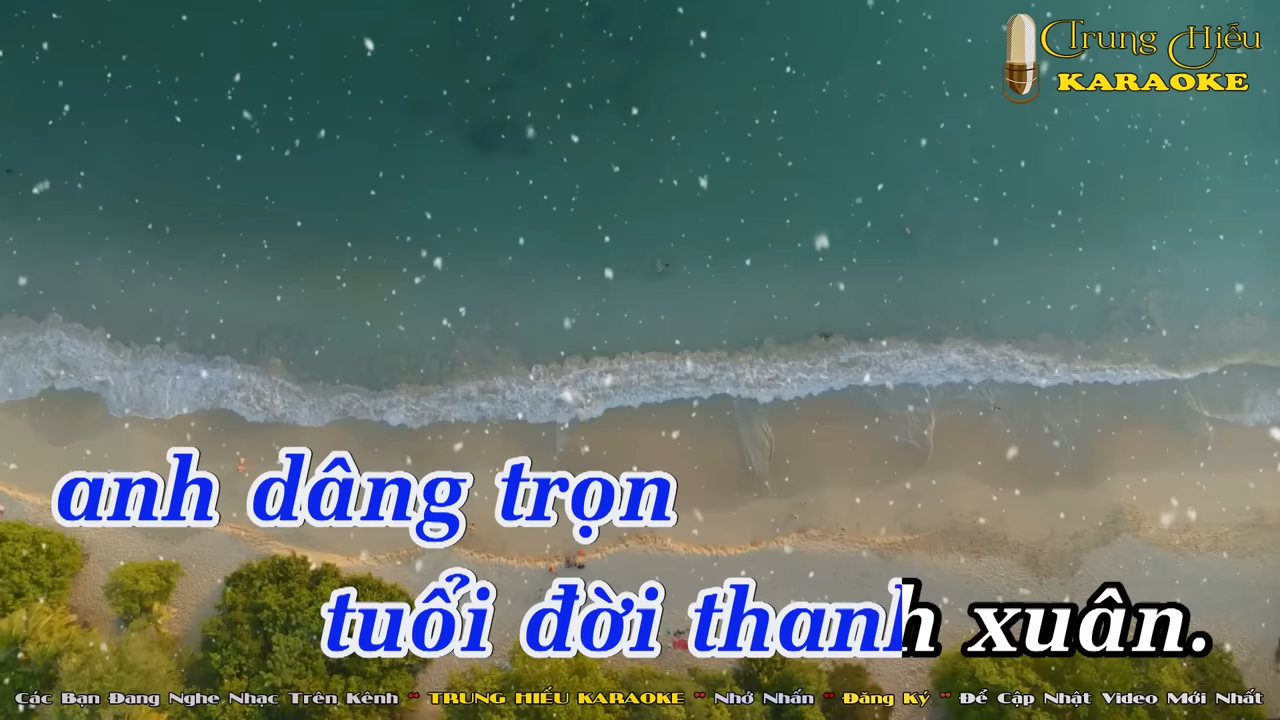 Trung Hiếu
KARAOKE
anh dâng trọn
tuổi đời thanh xuân.
Các Bạn Đang Nghe Nhạc Trên Kênh " TRUNG HIẾU KARAOKE " Nhớ Nhấn " Đăng Ký " Để Cập Nhật Video Mới Nhất